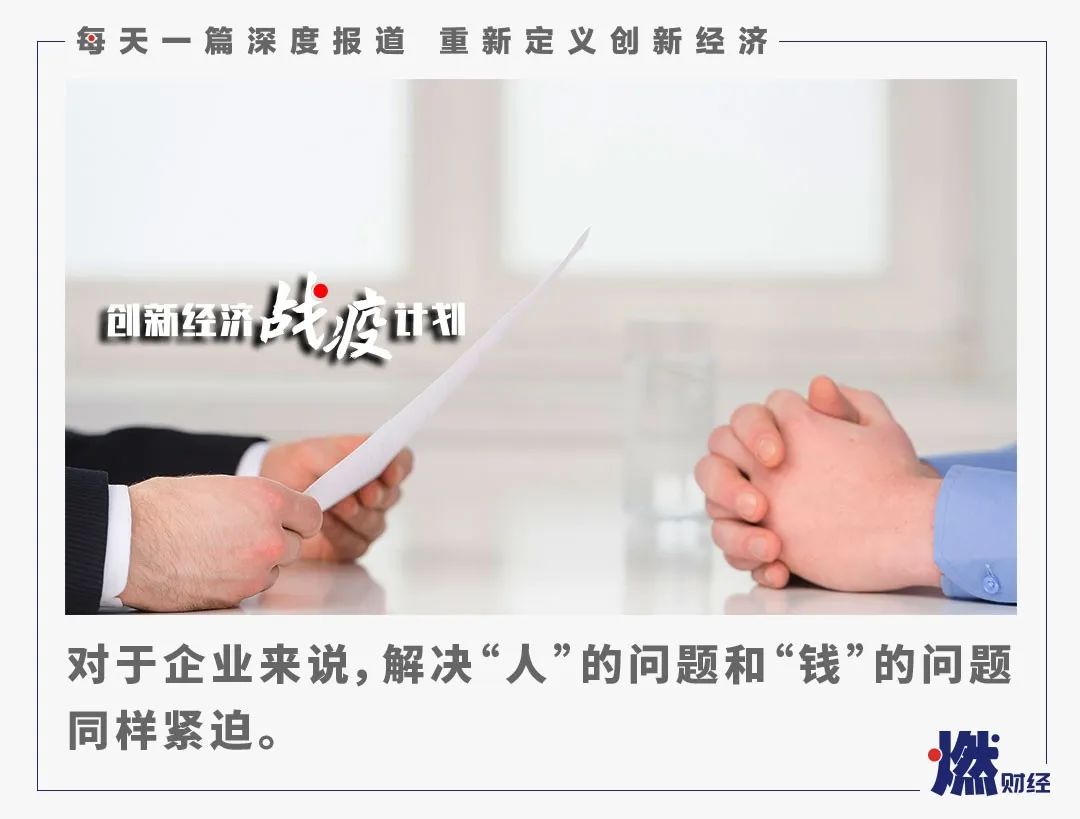 每天一篇深度报道 重新定义创新经济
创新经济战疫计划
对于企业来说，解决“人”的问题和“钱”的问题
同样紧迫。
燃财经